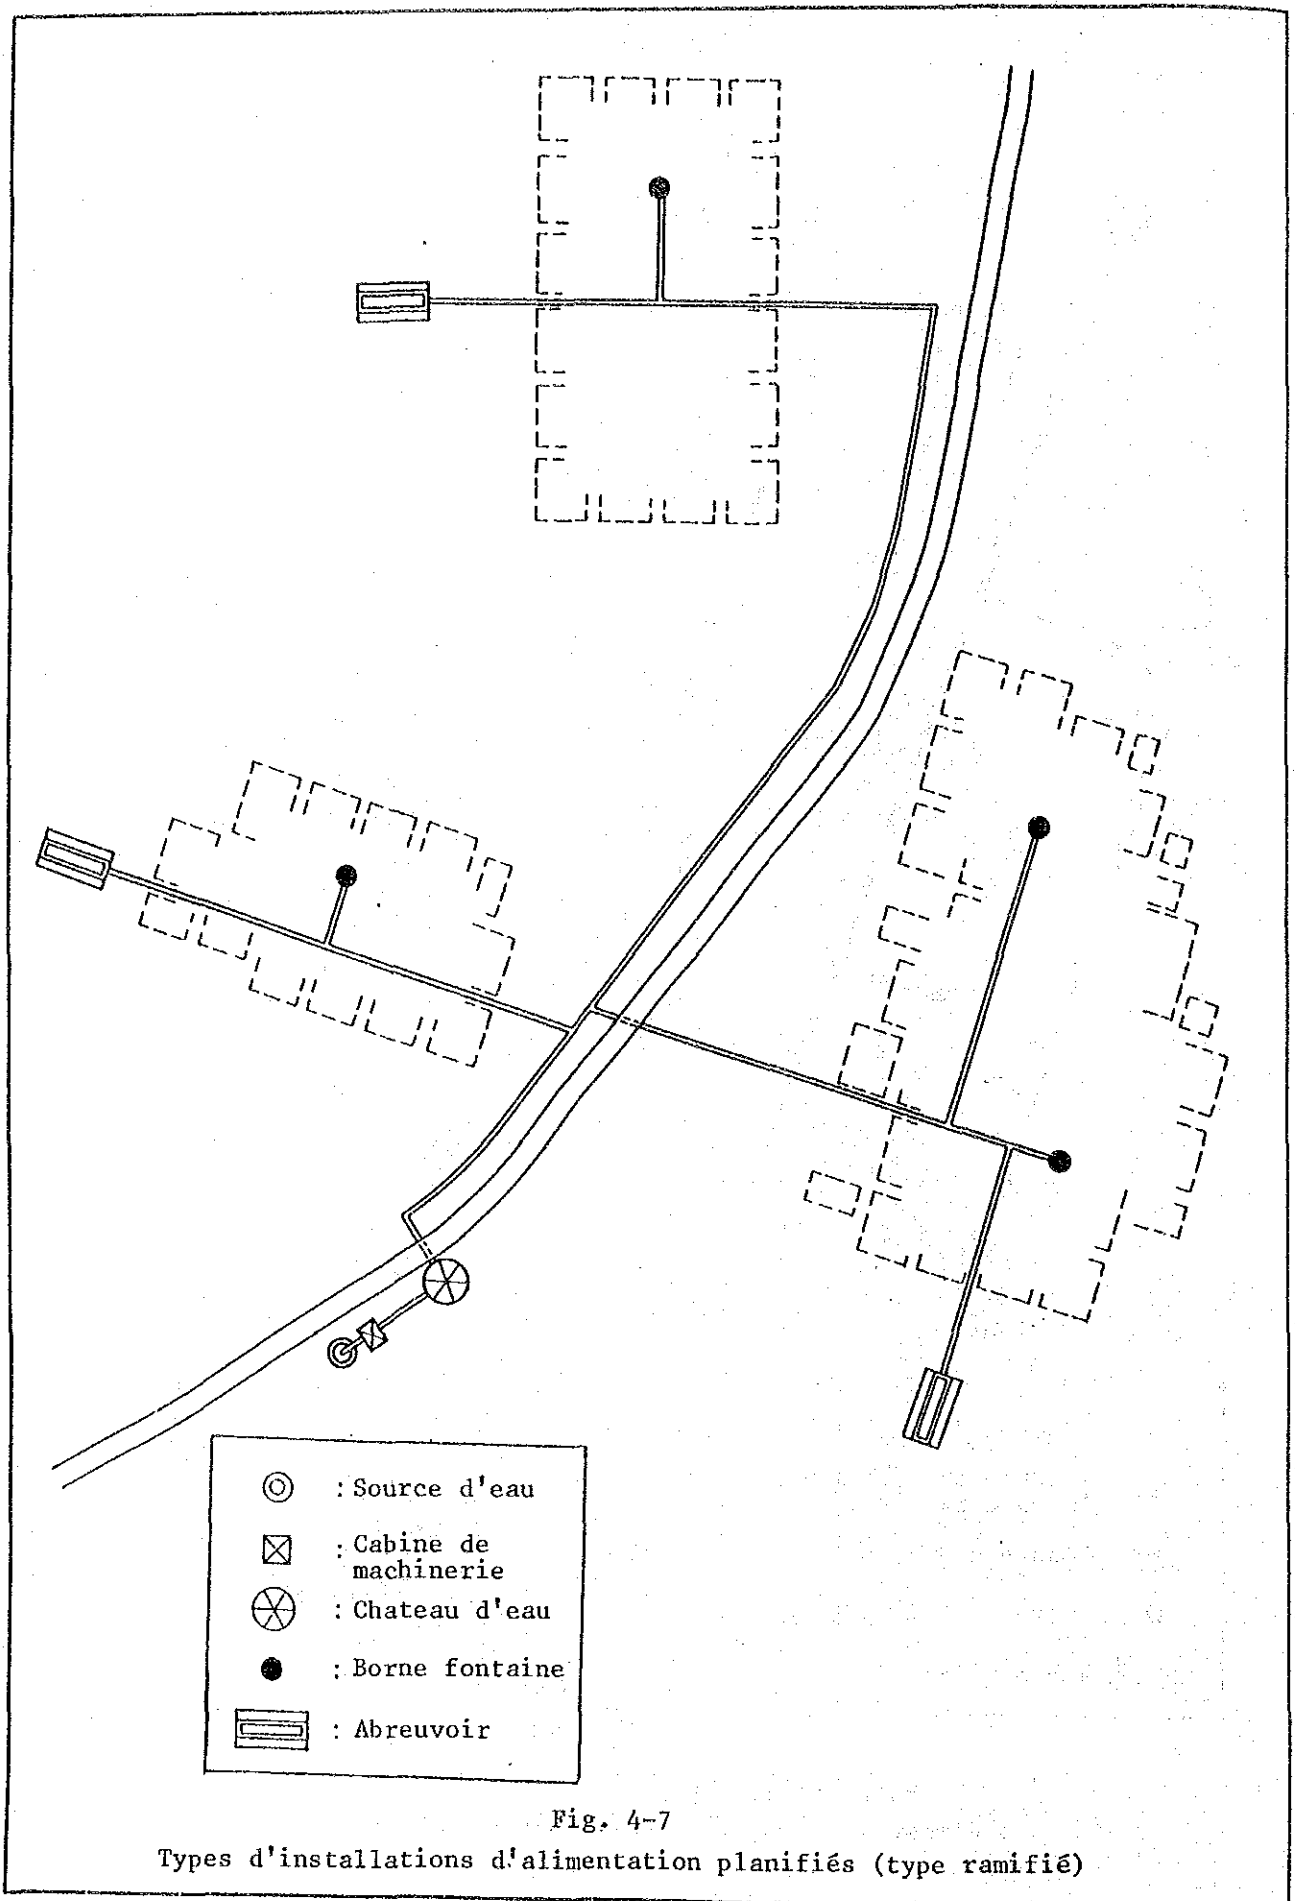 : Source d'eau
: Cabine de
machinerie
: Chateau d'eau
: Borne fontaine
: Abreuvoir
Fig. 4-7
Types d'installations d'alimentation planifiés (type ramifié)